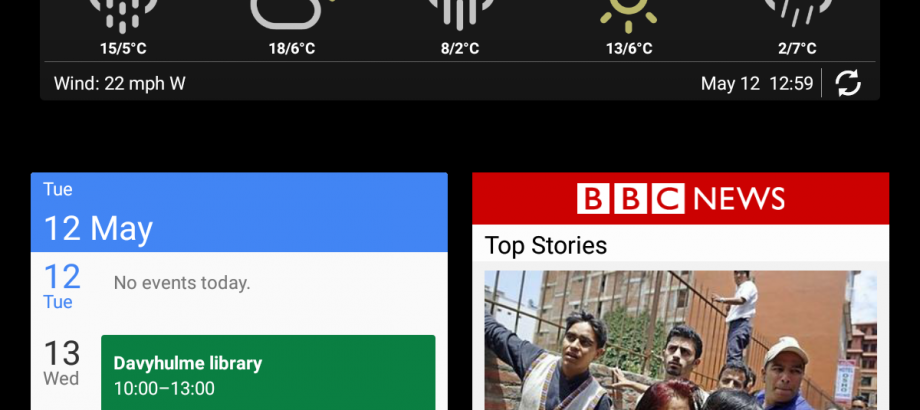 15/5°C 18/6°C 8/2°C 13/6°C 2/7°C
Wind: 22 mph W May 12 12:59
Tue
12 May
12
Tue
No events today.
13
Wed
Davyhulme library
10:00–13:00
BBC NEWS
Top Stories
HOTEL